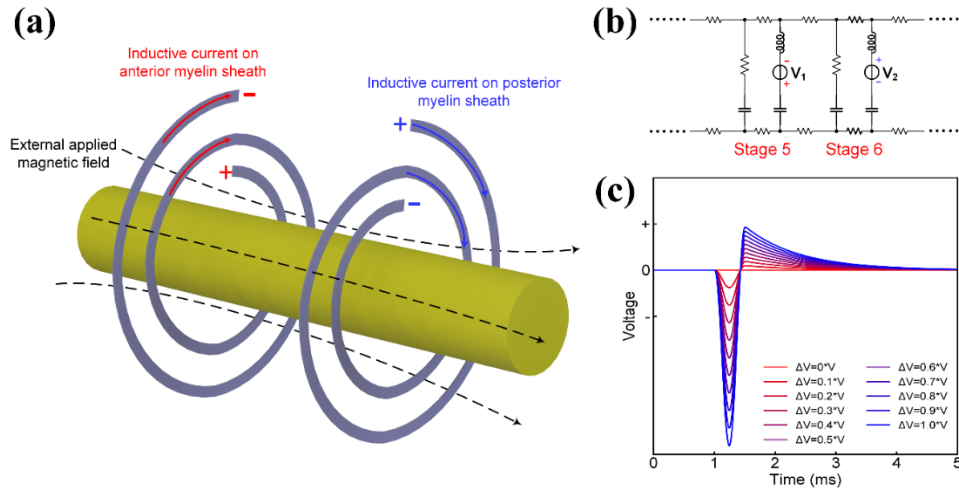 (a)
Inductive current on
anterior myelin sheath
-
Inductive current on posterior
myelin sheath
+
External applied
magnetic field
+
-
(b)
- V₁ +
+ V₂ -
Stage 5 Stage 6
(c)
+
0
-
Voltage
ΔV=0*V
ΔV=0.1*V
ΔV=0.2*V
ΔV=0.3*V
ΔV=0.4*V
ΔV=0.5*V
ΔV=0.6*V
ΔV=0.7*V
ΔV=0.8*V
ΔV=0.9*V
ΔV=1.0*V
0 1 2 3 4 5
Time (ms)